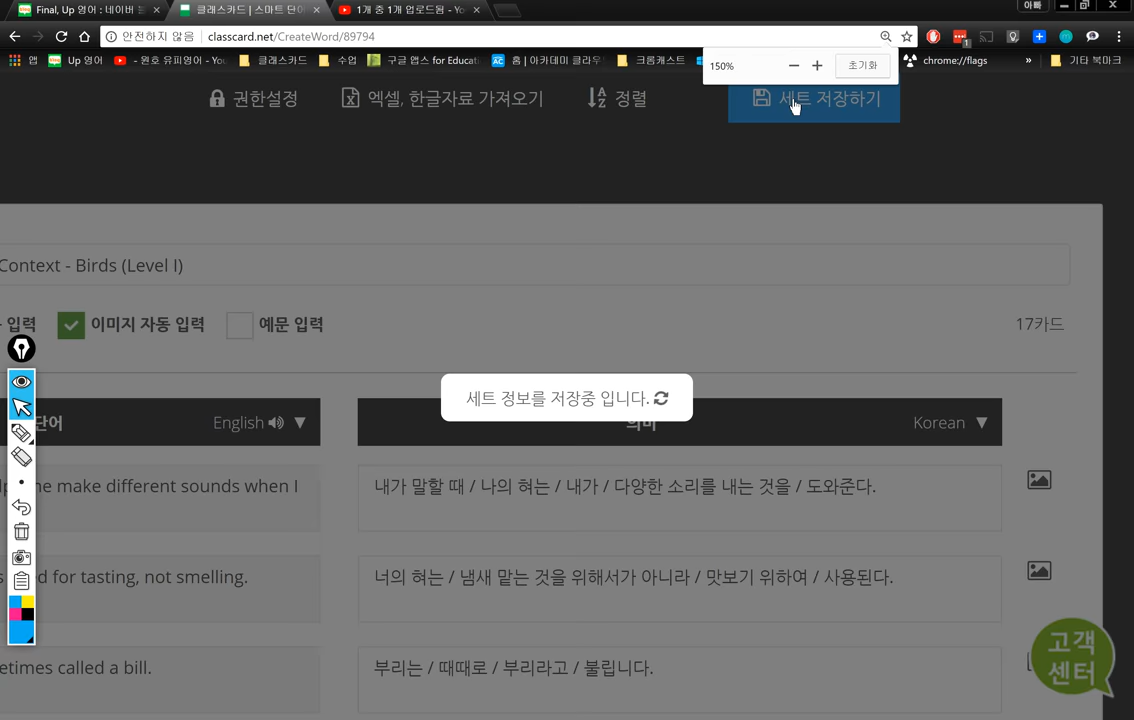 Final, Up 영어 : 네이버 블
클래스카드 | 스마트 단어
1개 중 1개 업로드됨 - Yo
아빠
안전하지 않음
classcard.net/CreateWord/89794
앱
Up 영어
- 원호 유피영어 - Yo
클래스카드
수업
구글 앱스 for Educati
홈 | 아카데미 클라우
크롬캐스트
chrome://flags
»
기타 북마크
150%
초기화
권한설정
엑셀, 한글자료 가져오기
정렬
세트 저장하기
Context - Birds (Level I)
입력
이미지 자동 입력
예문 입력
17카드
세트 정보를 저장중 입니다.
단어
English
의미
Korean
me make different sounds when I
내가 말할 때 / 나의 혀는 / 내가 / 다양한 소리를 내는 것을 / 도와준다.
d for tasting, not smelling.
너의 혀는 / 냄새 맡는 것을 위해서가 아니라 / 맛보기 위하여 / 사용된다.
etimes called a bill.
부리는 / 때때로 / 부리라고 / 불립니다.
고객
센터